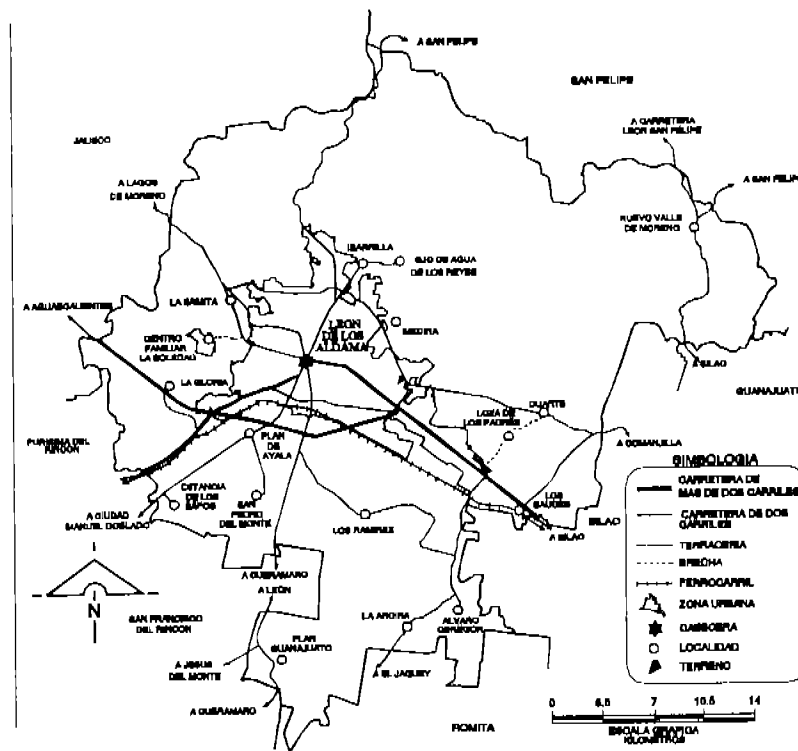 A SAN FELIPE
SAN FELIPE
A CARRETERA
LEON SAN FELIPE
JALISCO
A LAGOS
DE MORENO
A SAN FELIPE
NUEVO VALLE
DE MORENO
IBARRILLA
OJO DE AGUA
DE LOS REYES
A AGUASCALIENTES
LA ERMITA
LEON
DE LOS
ALDAMA
MEDINA
CENTRO
FAMILIAR
LA SOLEDAD
A SILAO
GUANAJUATO
LA GLORIA
LOZA DE
LOS PADRES
DUARTE
PURISIMA DEL
RINCON
PLAN
DE
AYALA
A COMANJILLA
SIMBOLOGIA
CARRETERA DE
MAS DE DOS CARRILES
CARRETERA DE DOS
CARRILES
TERRACERIA
BRECHA
FERROCARRIL
ZONA URBANA
CABECERA
LOCALIDAD
TERRENO
ESTANCIA
DE LOS
SAPOS
SAN
PEDRO
DEL MONTE
LOS RAMIREZ
LOS
SAUCES
SILAO
A SILAO
A CIUDAD
MANUEL DOBLADO
A CUERAMARO
A LEÓN
N
SAN FRANCISCO
DEL RINCON
PLAN
GUANAJUATO
LA ARCINA
ALVARO
OBREGON
A JESUS
DEL MONTE
A EL JAGUEY
A CUERAMARO
ROMITA
0 3.5 7 10.5 14
ESCALA GRAFICA
KILOMETROS